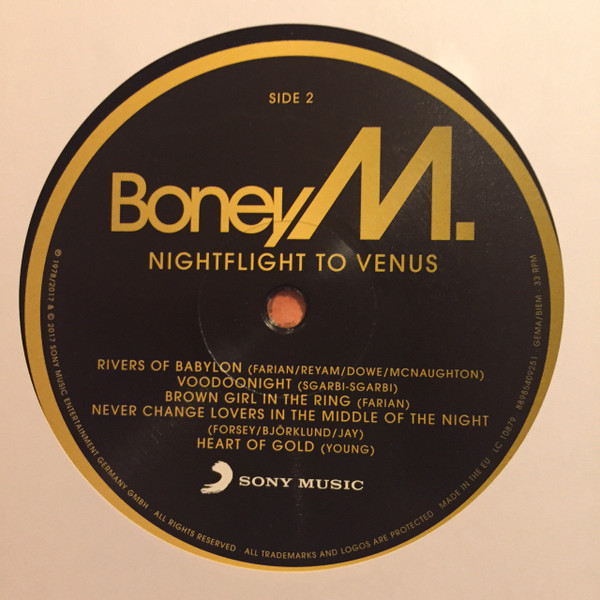 SIDE 2
Boney M.
NIGHTFLIGHT TO VENUS
RIVERS OF BABYLON (FARIAN/REYAM/DOWE/MCNAUGHTON)
VOODOONIGHT (SGARBI-SGARBI)
BROWN GIRL IN THE RING (FARIAN)
NEVER CHANGE LOVERS IN THE MIDDLE OF THE NIGHT
(FORSEY/BJÖRKLUND/JAY)
HEART OF GOLD (YOUNG)
SONY MUSIC
℗ 1978/2017 & © 2017 SONY MUSIC ENTERTAINMENT GERMANY GMBH ALL RIGHTS RESERVED ALL TRADEMARKS AND LOGOS ARE PROTECTED MADE IN THE EU LC 10879 88985409251 GEMA/BIEM 33 RPM